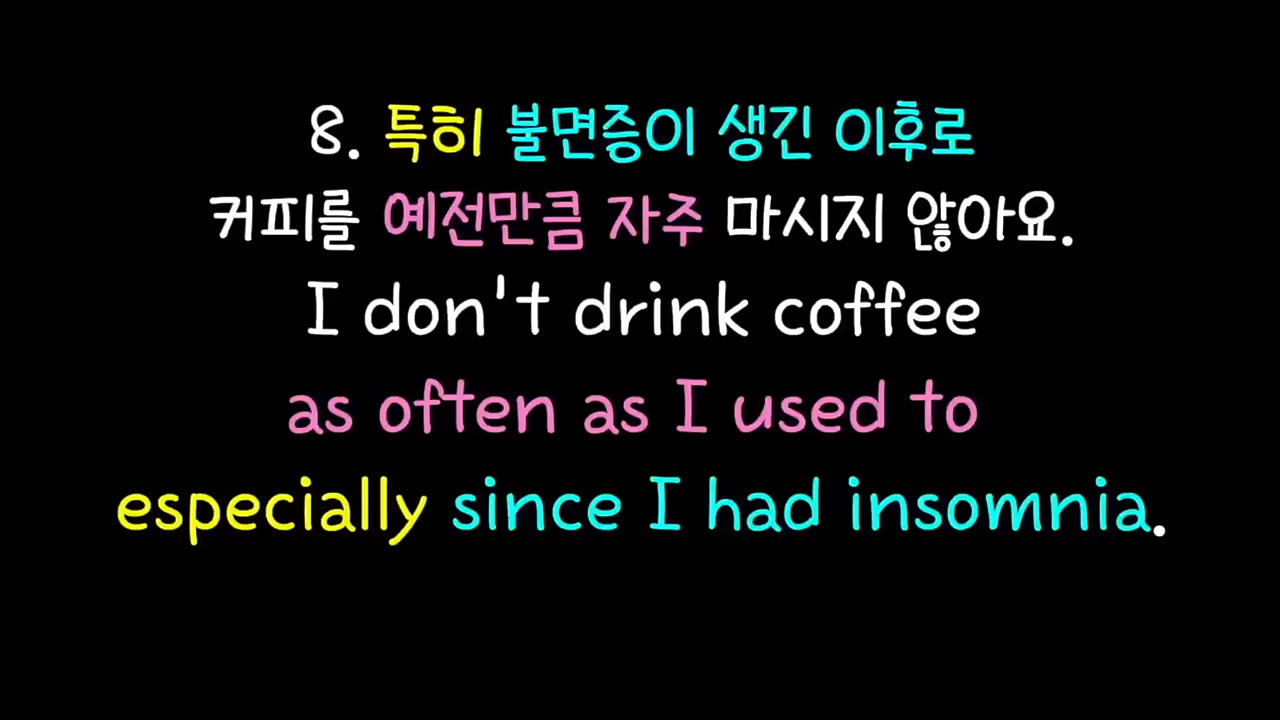 8. 특히 불면증이 생긴 이후로
커피를 예전만큼 자주 마시지 않아요.
I don't drink coffee
as often as I used to
especially since I had insomnia.